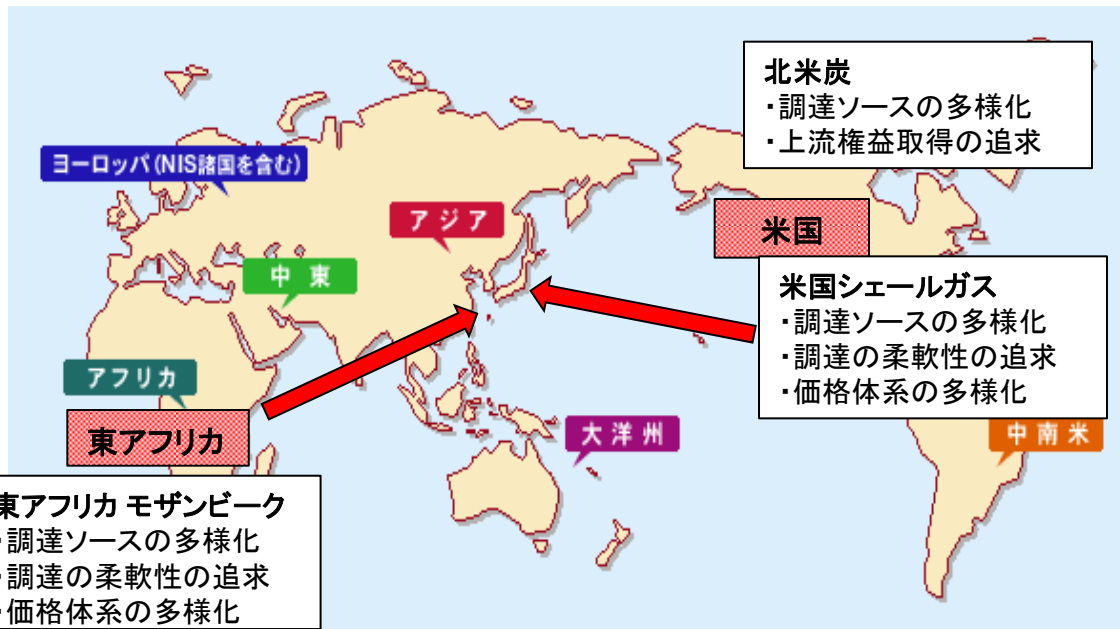 北米炭
・調達ソースの多様化
・上流権益取得の追求
ヨーロッパ(NIS諸国を含む)
アジア
米国
中東
米国シェールガス
・調達ソースの多様化
・調達の柔軟性の追求
・価格体系の多様化
アフリカ
東アフリカ
大洋州
中南米
東アフリカ モザンビーク
・調達ソースの多様化
・調達の柔軟性の追求
・価格体系の多様化